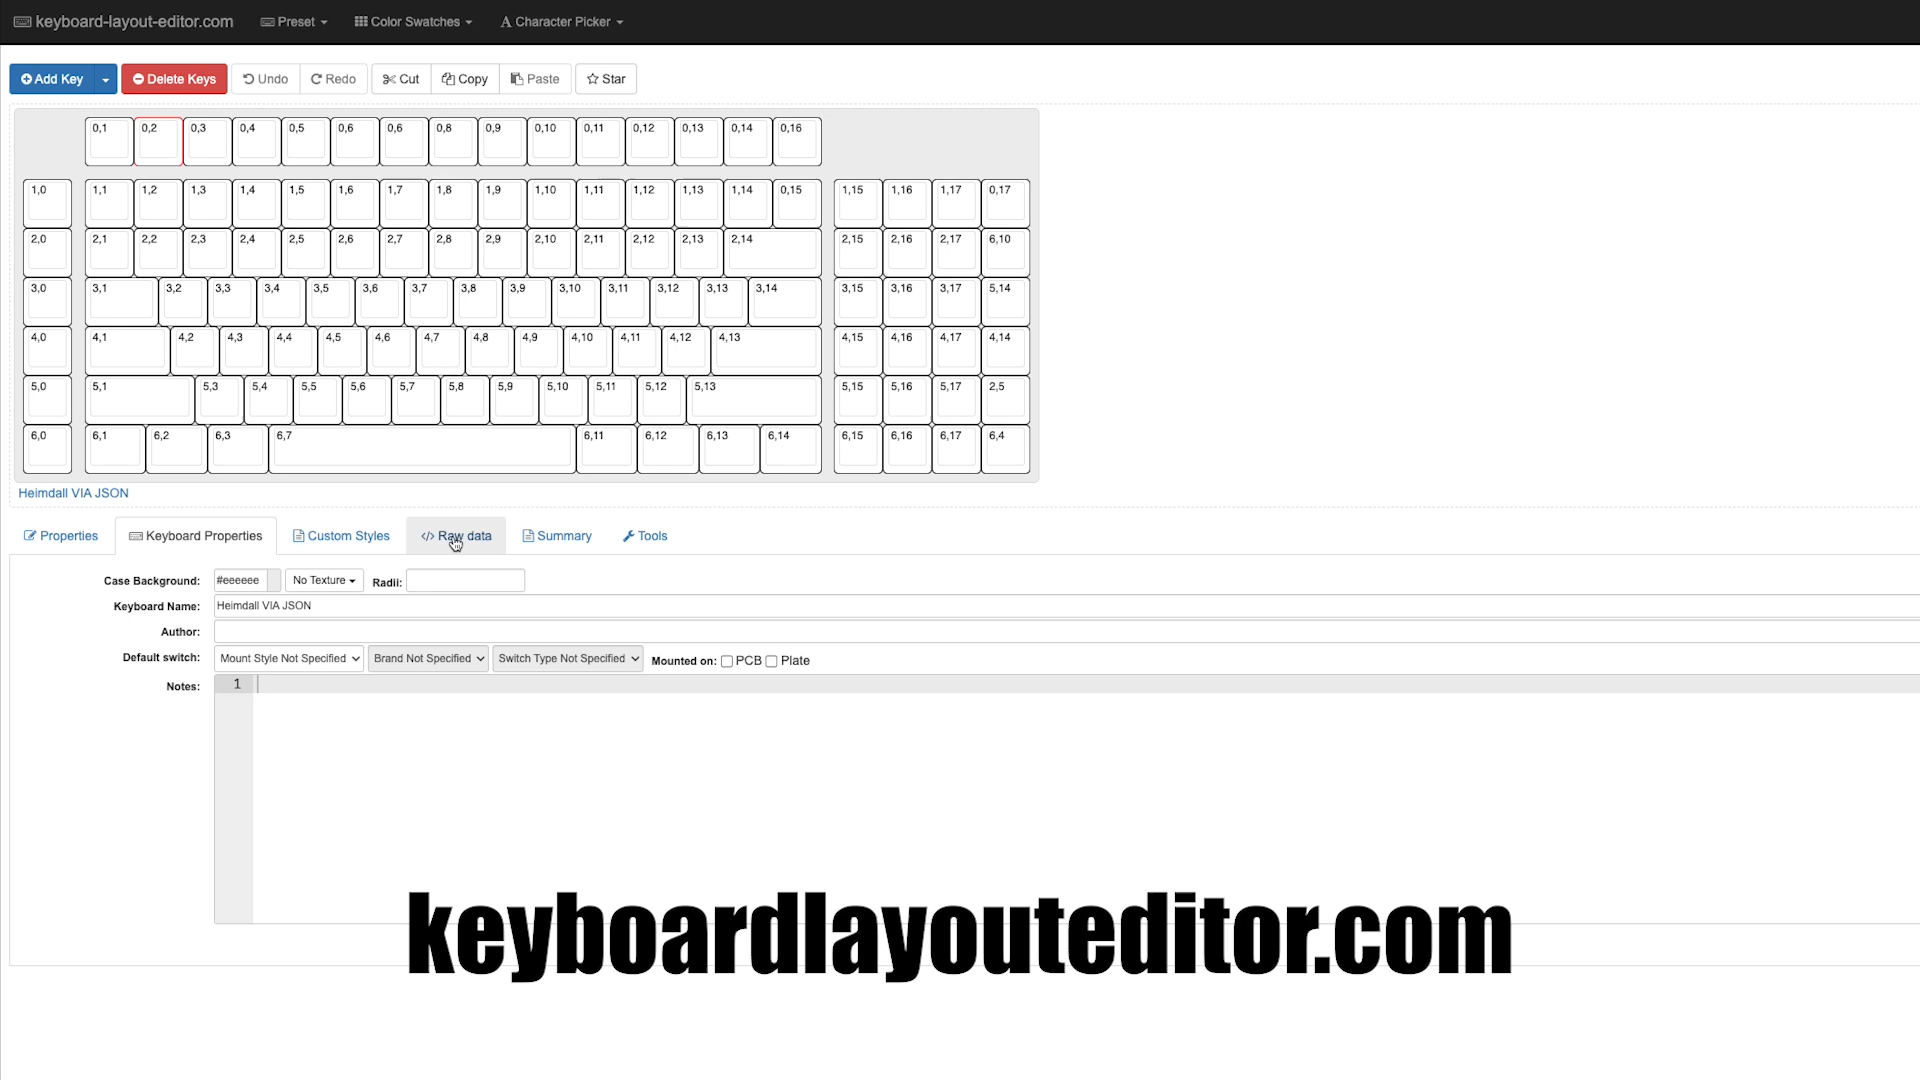 keyboard-layout-editor.com Preset Color Swatches Character Picker
Add Key Delete Keys Undo Redo Cut Copy Paste Star
0,1 0,2 0,3 0,4 0,5 0,6 0,6 0,8 0,9 0,10 0,11 0,12 0,13 0,14 0,16
1,0 1,1 1,2 1,3 1,4 1,5 1,6 1,7 1,8 1,9 1,10 1,11 1,12 1,13 1,14 0,15 1,15 1,16 1,17 0,17
2,0 2,1 2,2 2,3 2,4 2,5 2,6 2,7 2,8 2,9 2,10 2,11 2,12 2,13 2,14 2,15 2,16 2,17 6,10
3,0 3,1 3,2 3,3 3,4 3,5 3,6 3,7 3,8 3,9 3,10 3,11 3,12 3,13 3,14 3,15 3,16 3,17 5,14
4,0 4,1 4,2 4,3 4,4 4,5 4,6 4,7 4,8 4,9 4,10 4,11 4,12 4,13 4,15 4,16 4,17 4,14
5,0 5,1 5,3 5,4 5,5 5,6 5,7 5,8 5,9 5,10 5,11 5,12 5,13 5,15 5,16 5,17 2,5
6,0 6,1 6,2 6,3 6,7 6,11 6,12 6,13 6,14 6,15 6,16 6,17 6,4
Heimdall VIA JSON
Properties Keyboard Properties Custom Styles Raw data Summary Tools
Case Background: #eeeeee No Texture Radii:
Keyboard Name: Heimdall VIA JSON
Author:
Default switch: Mount Style Not Specified Brand Not Specified Switch Type Not Specified Mounted on: PCB Plate
Notes: 1
keyboardlayouteditor.com